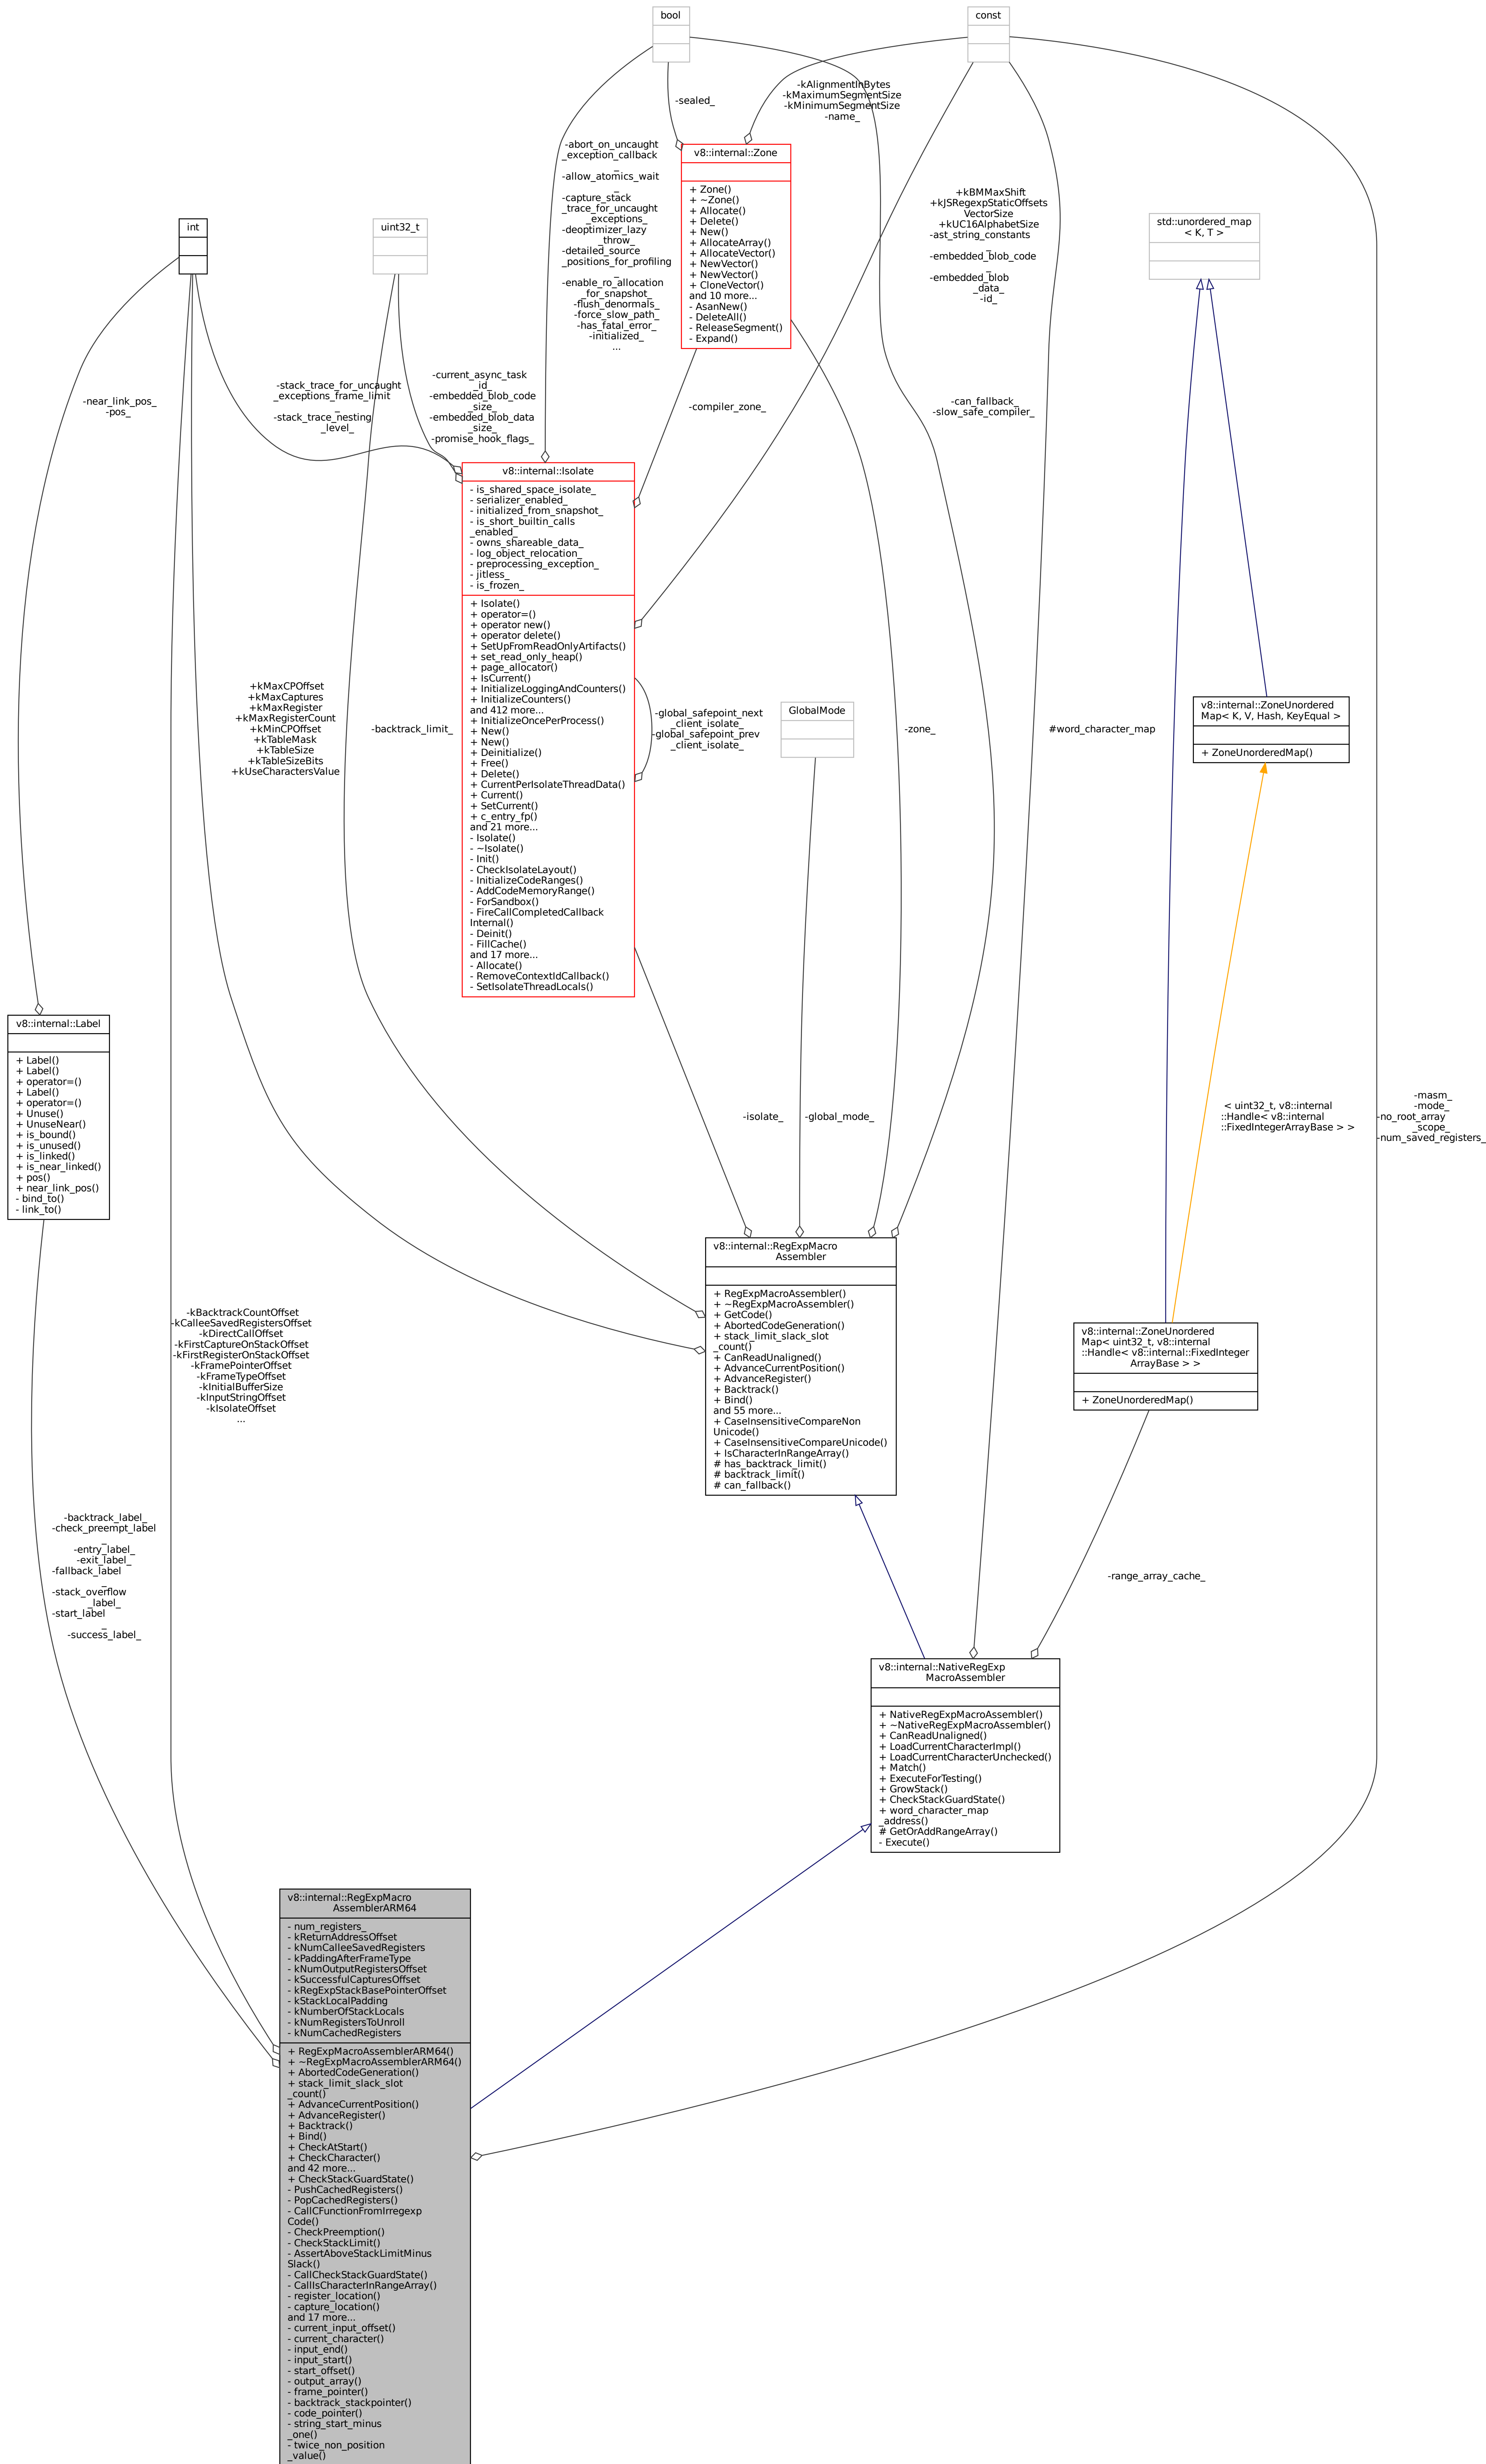 bool
const
-sealed_
-kAlignmentInBytes
-kMaximumSegmentSize
-kMinimumSegmentSize
-name_
-abort_on_uncaught
_exception_callback
_
-allow_atomics_wait
_
-capture_stack
_trace_for_uncaught
_exceptions_
-deoptimizer_lazy
_throw_
-detailed_source
_positions_for_profiling
_
-enable_ro_allocation
_for_snapshot_
-flush_denormals_
-force_slow_path_
-has_fatal_error_
-initialized_
...
v8::internal::Zone
+ Zone()
+ ~Zone()
+ Allocate()
+ Delete()
+ New()
+ AllocateArray()
+ AllocateVector()
+ NewVector()
+ NewVector()
+ CloneVector()
and 10 more...
- AsanNew()
- DeleteAll()
- ReleaseSegment()
- Expand()
+kBMMaxShift
+kJSRegexpStaticOffsets
VectorSize
+kUC16AlphabetSize
-ast_string_constants
_
-embedded_blob_code
_
-embedded_blob
_data_
-id_
int
uint32_t
std::unordered_map
< K, T >
-near_link_pos_
-pos_
-stack_trace_for_uncaught
_exceptions_frame_limit
_
-stack_trace_nesting
_level_
-current_async_task
_id_
-embedded_blob_code
_size_
-embedded_blob_data
_size_
-promise_hook_flags_
-compiler_zone_
-can_fallback_
-slow_safe_compiler_
v8::internal::Isolate
- is_shared_space_isolate_
- serializer_enabled_
- initialized_from_snapshot_
- is_short_builtin_calls
_enabled_
- owns_shareable_data_
- log_object_relocation_
- preprocessing_exception_
- jitless_
- is_frozen_
+ Isolate()
+ operator=()
+ operator new()
+ operator delete()
+ SetUpFromReadOnlyArtifacts()
+ set_read_only_heap()
+ page_allocator()
+ IsCurrent()
+ InitializeLoggingAndCounters()
+ InitializeCounters()
and 412 more...
+ InitializeOncePerProcess()
+ New()
+ New()
+ Deinitialize()
+ Free()
+ Delete()
+ CurrentPerIsolateThreadData()
+ Current()
+ SetCurrent()
+ c_entry_fp()
and 21 more...
- Isolate()
- ~Isolate()
- Init()
- CheckIsolateLayout()
- InitializeCodeRanges()
- AddCodeMemoryRange()
- ForSandbox()
- FireCallCompletedCallback
Internal()
- Deinit()
- FillCache()
and 17 more...
- Allocate()
- RemoveContextIdCallback()
- SetIsolateThreadLocals()
+kMaxCPOffset
+kMaxCaptures
+kMaxRegister
+kMaxRegisterCount
+kMinCPOffset
+kTableMask
+kTableSize
+kTableSizeBits
+kUseCharactersValue
-backtrack_limit_
-global_safepoint_next
_client_isolate_
-global_safepoint_prev
_client_isolate_
GlobalMode
-zone_
#word_character_map
v8::internal::ZoneUnordered
Map< K, V, Hash, KeyEqual >
+ ZoneUnorderedMap()
v8::internal::Label
+ Label()
+ Label()
+ operator=()
+ Label()
+ operator=()
+ Unuse()
+ UnuseNear()
+ is_bound()
+ is_unused()
+ is_linked()
+ is_near_linked()
+ pos()
+ near_link_pos()
- bind_to()
- link_to()
-isolate_
-global_mode_
< uint32_t, v8::internal
::Handle< v8::internal
::FixedIntegerArrayBase > >
-masm_
-mode_
-no_root_array
_scope_
-num_saved_registers_
v8::internal::RegExpMacro
Assembler
+ RegExpMacroAssembler()
+ ~RegExpMacroAssembler()
+ GetCode()
+ AbortedCodeGeneration()
+ stack_limit_slack_slot
_count()
+ CanReadUnaligned()
+ AdvanceCurrentPosition()
+ AdvanceRegister()
+ Backtrack()
+ Bind()
and 55 more...
+ CaseInsensitiveCompareNon
Unicode()
+ CaseInsensitiveCompareUnicode()
+ IsCharacterInRangeArray()
# has_backtrack_limit()
# backtrack_limit()
# can_fallback()
-kBacktrackCountOffset
-kCalleeSavedRegistersOffset
-kDirectCallOffset
-kFirstCaptureOnStackOffset
-kFirstRegisterOnStackOffset
-kFramePointerOffset
-kFrameTypeOffset
-kInitialBufferSize
-kInputStringOffset
-kIsolateOffset
...
v8::internal::ZoneUnordered
Map< uint32_t, v8::internal
::Handle< v8::internal::FixedInteger
ArrayBase > >
+ ZoneUnorderedMap()
-backtrack_label_
-check_preempt_label
_
-entry_label_
-exit_label_
-fallback_label
_
-stack_overflow
_label_
-start_label
_
-success_label_
-range_array_cache_
v8::internal::NativeRegExp
MacroAssembler
+ NativeRegExpMacroAssembler()
+ ~NativeRegExpMacroAssembler()
+ CanReadUnaligned()
+ LoadCurrentCharacterImpl()
+ LoadCurrentCharacterUnchecked()
+ Match()
+ ExecuteForTesting()
+ GrowStack()
+ CheckStackGuardState()
+ word_character_map
_address()
# GetOrAddRangeArray()
- Execute()
v8::internal::RegExpMacro
AssemblerARM64
- num_registers_
- kReturnAddressOffset
- kNumCalleeSavedRegisters
- kPaddingAfterFrameType
- kNumOutputRegistersOffset
- kSuccessfulCapturesOffset
- kRegExpStackBasePointerOffset
- kStackLocalPadding
- kNumberOfStackLocals
- kNumRegistersToUnroll
- kNumCachedRegisters
+ RegExpMacroAssemblerARM64()
+ ~RegExpMacroAssemblerARM64()
+ AbortedCodeGeneration()
+ stack_limit_slack_slot
_count()
+ AdvanceCurrentPosition()
+ AdvanceRegister()
+ Backtrack()
+ Bind()
+ CheckAtStart()
+ CheckCharacter()
and 42 more...
+ CheckStackGuardState()
- PushCachedRegisters()
- PopCachedRegisters()
- CallCFunctionFromIrregexp
Code()
- CheckPreemption()
- CheckStackLimit()
- AssertAboveStackLimitMinus
Slack()
- CallCheckStackGuardState()
- CallIsCharacterInRangeArray()
- register_location()
- capture_location()
and 17 more...
- current_input_offset()
- current_character()
- input_end()
- input_start()
- start_offset()
- output_array()
- frame_pointer()
- backtrack_stackpointer()
- code_pointer()
- string_start_minus
_one()
- twice_non_position
_value()